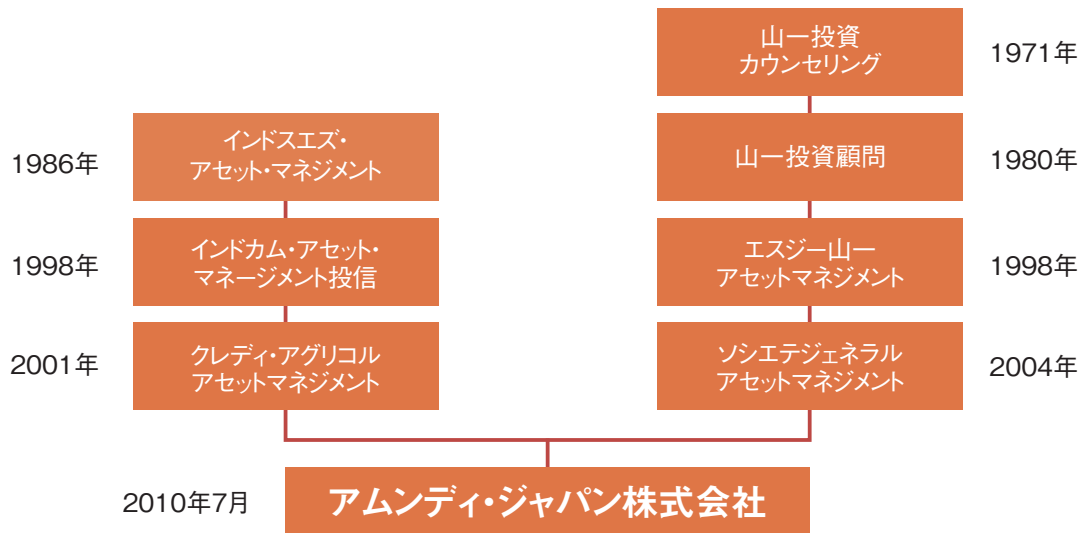 山一投資
カウンセリング
1971年
インドスエズ・
アセット・マネジメント
1986年
山一投資顧問
1980年
インドカム・アセット・
マネージメント投信
1998年
エスジー山一
アセットマネジメント
1998年
クレディ・アグリコル
アセットマネジメント
2001年
ソシエテジェネラル
アセットマネジメント
2004年
2010年7月
アムンディ・ジャパン株式会社